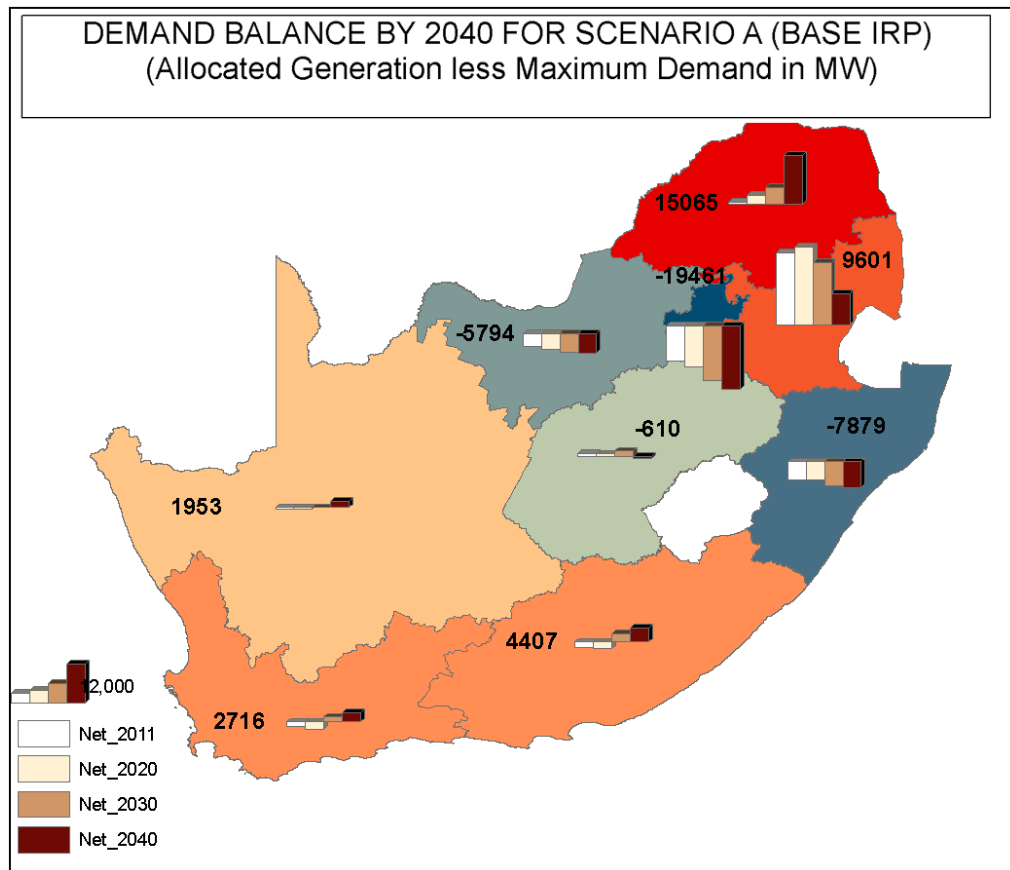 DEMAND BALANCE BY 2040 FOR SCENARIO A (BASE IRP)
(Allocated Generation less Maximum Demand in MW)
15065
9601
-19461
-5794
-610
-7879
1953
4407
2716
12,000
Net_2011
Net_2020
Net_2030
Net_2040